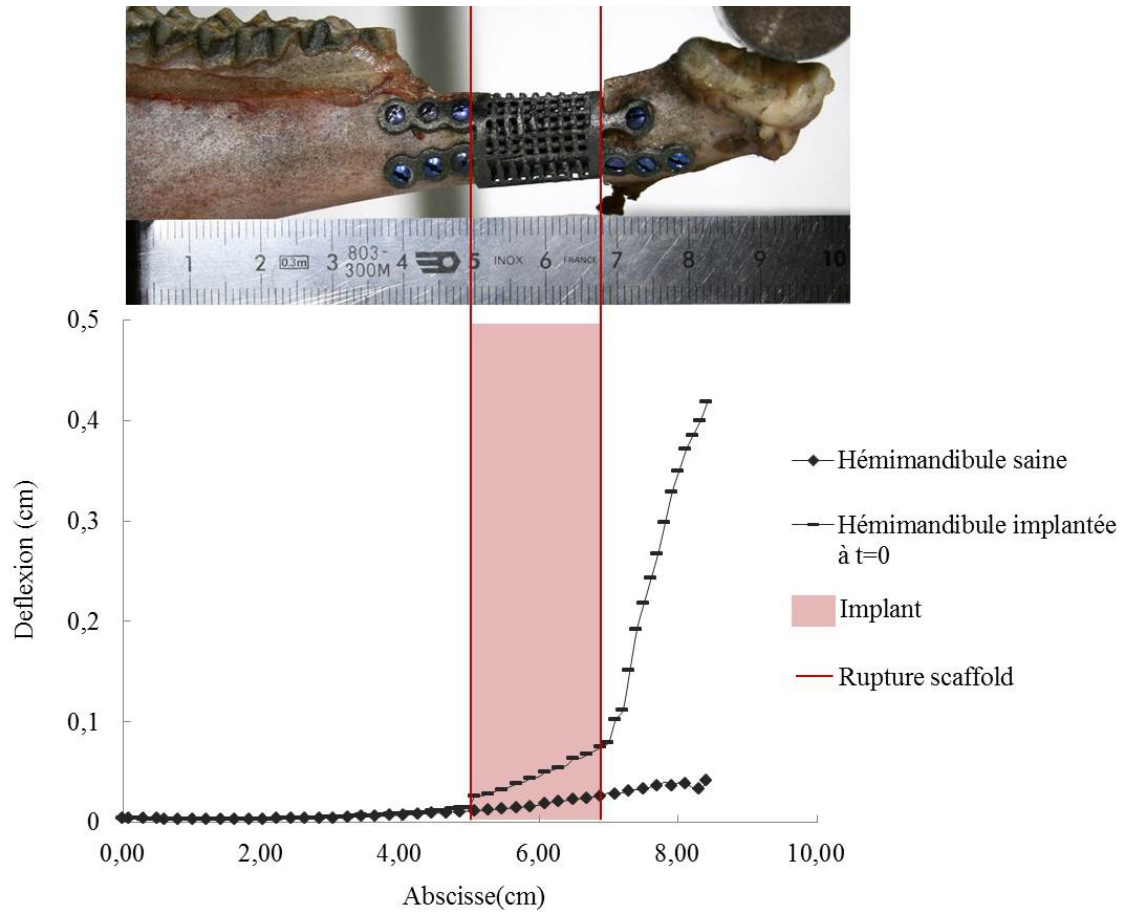 1 2 0.3m 3 803-300M 4 5 INOX 6 FRANCE 7 8 9 10
0,5
0,4
0,3
0,2
0,1
0
Deflexion (cm)
0,00 2,00 4,00 6,00 8,00 10,00
Abscisse(cm)
Hémimandibule saine
Hémimandibule implantée
à t=0
Implant
Rupture scaffold